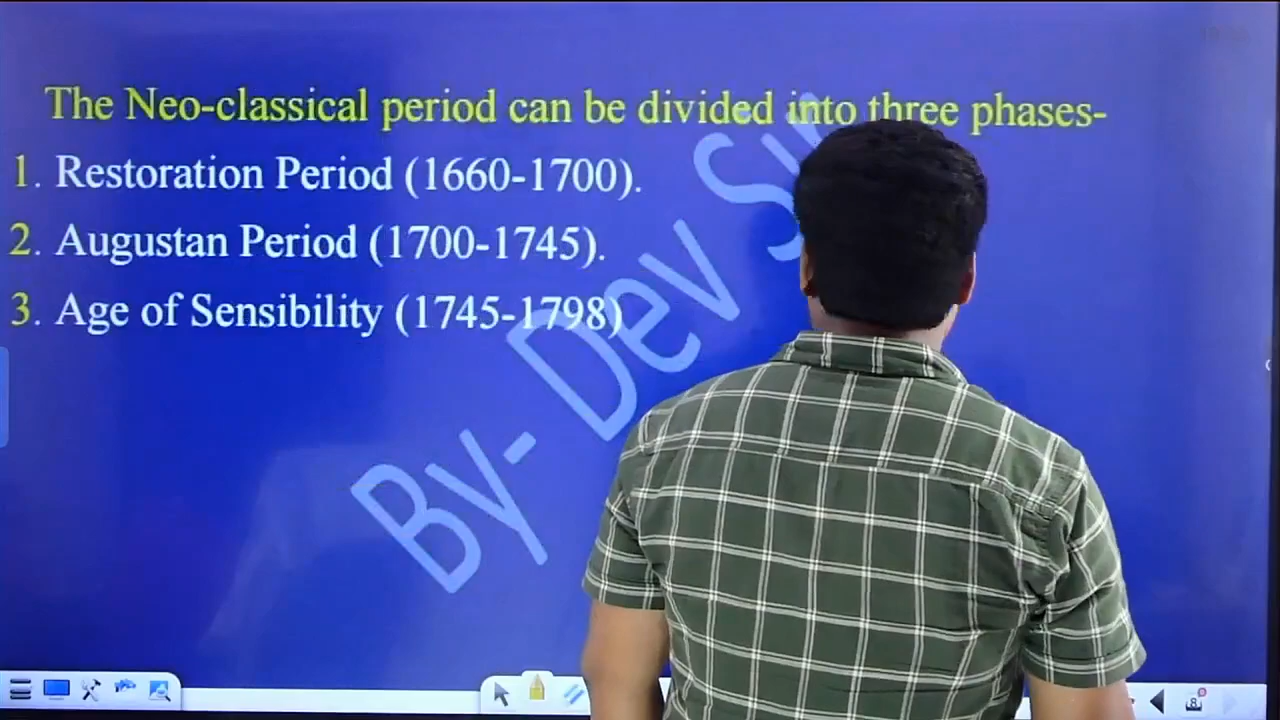 The Neo-classical period can be divided into three phases-
1. Restoration Period (1660-1700).
2. Augustan Period (1700-1745).
3. Age of Sensibility (1745-1798)
By- Dev Sir